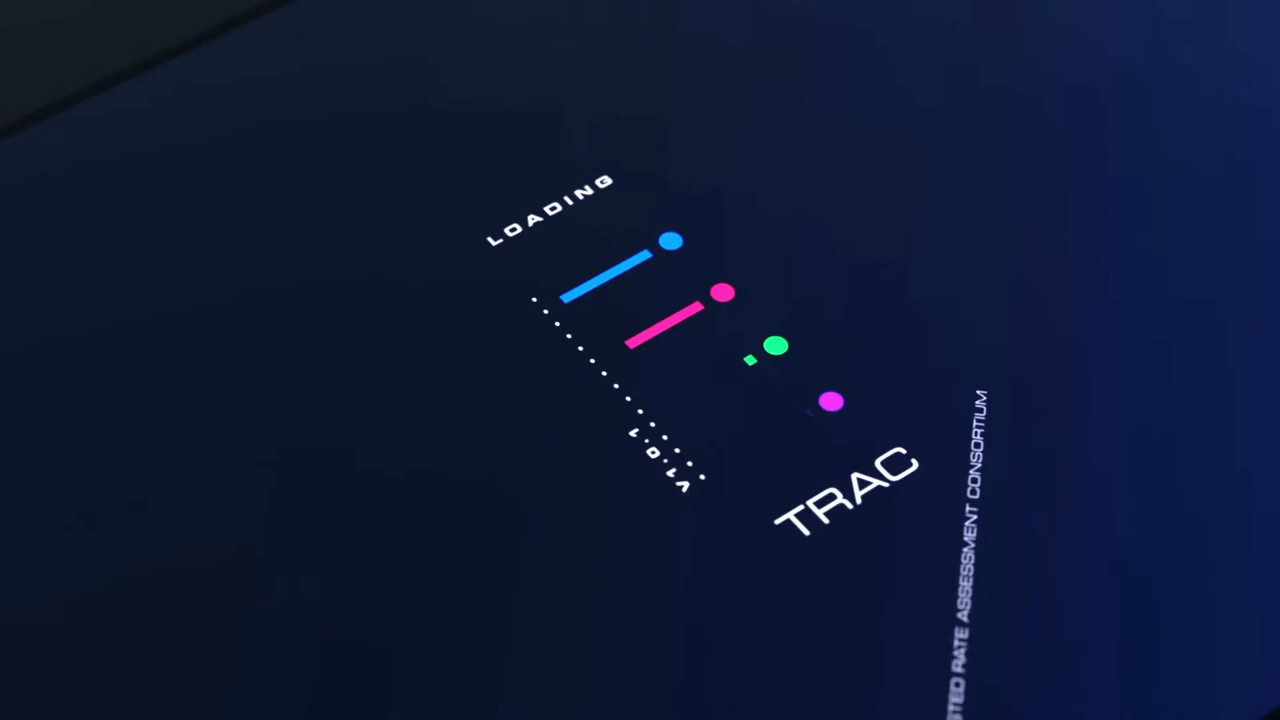 LOADING
V1.0.1
TRAC
RATE ASSESSMENT CONSORTIUM